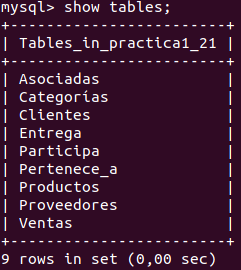 mysql> show tables;
+-----------------------+
| Tables_in_practica1_21 |
+-----------------------+
| Asociadas |
| Categorías |
| Clientes |
| Entrega |
| Participa |
| Pertenece_a |
| Productos |
| Proveedores |
| Ventas |
+-----------------------+
9 rows in set (0,00 sec)